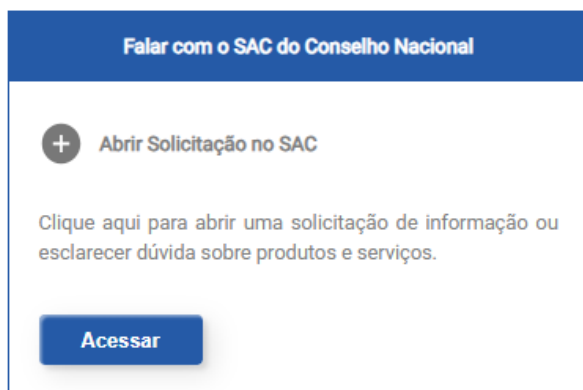 Falar com o SAC do Conselho Nacional
Abrir Solicitação no SAC
Clique aqui para abrir uma solicitação de informação ou
esclarecer dúvida sobre produtos e serviços.
Acessar